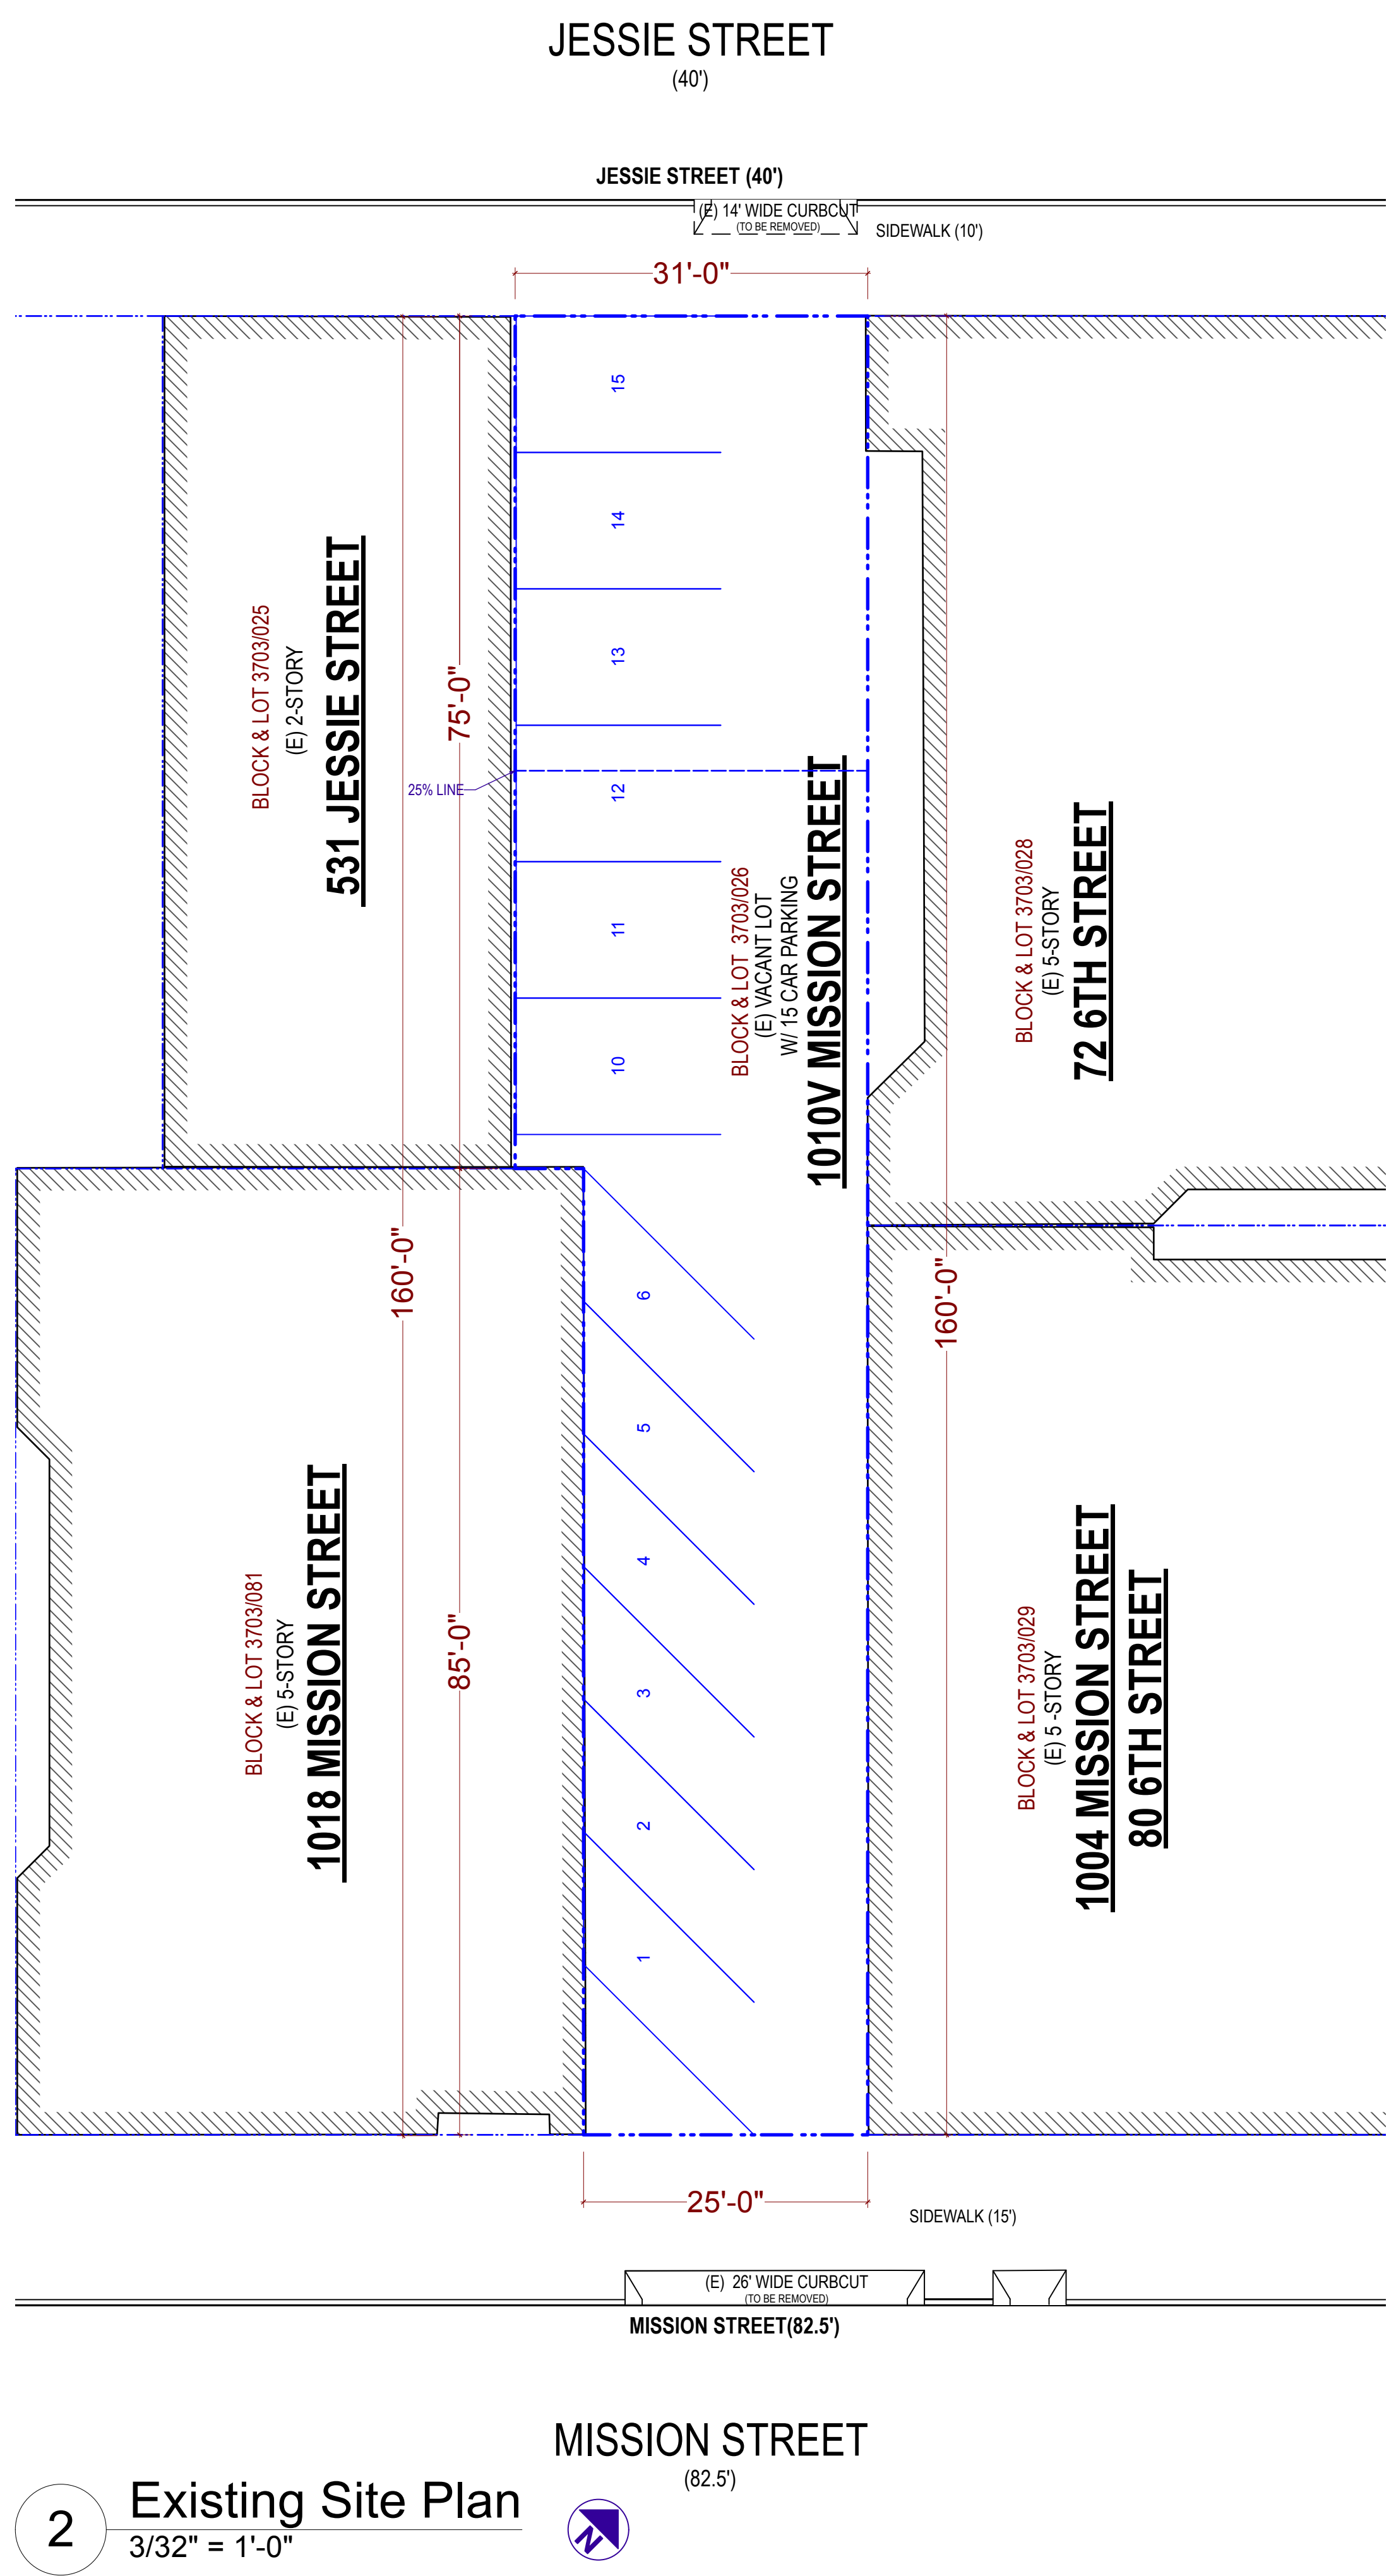 JESSIE STREET
(40')
JESSIE STREET (40')
(E) 14' WIDE CURBCUT
(TO BE REMOVED)
SIDEWALK (10')
31'-0"
15
14
13
12
11
10
25% LINE
BLOCK & LOT 3703/025
(E) 2-STORY
531 JESSIE STREET
75'-0"
160'-0"
BLOCK & LOT 3703/026
(E) VACANT LOT
W/ 15 CAR PARKING
1010V MISSION STREET
BLOCK & LOT 3703/028
(E) 5-STORY
72 6TH STREET
160'-0"
6
5
4
3
2
1
BLOCK & LOT 3703/081
(E) 5-STORY
1018 MISSION STREET
85'-0"
BLOCK & LOT 3703/029
(E) 5 -STORY
1004 MISSION STREET
80 6TH STREET
25'-0"
SIDEWALK (15')
(E) 26' WIDE CURBCUT
(TO BE REMOVED)
MISSION STREET(82.5')
MISSION STREET
(82.5')
2
Existing Site Plan
3/32" = 1'-0"
N